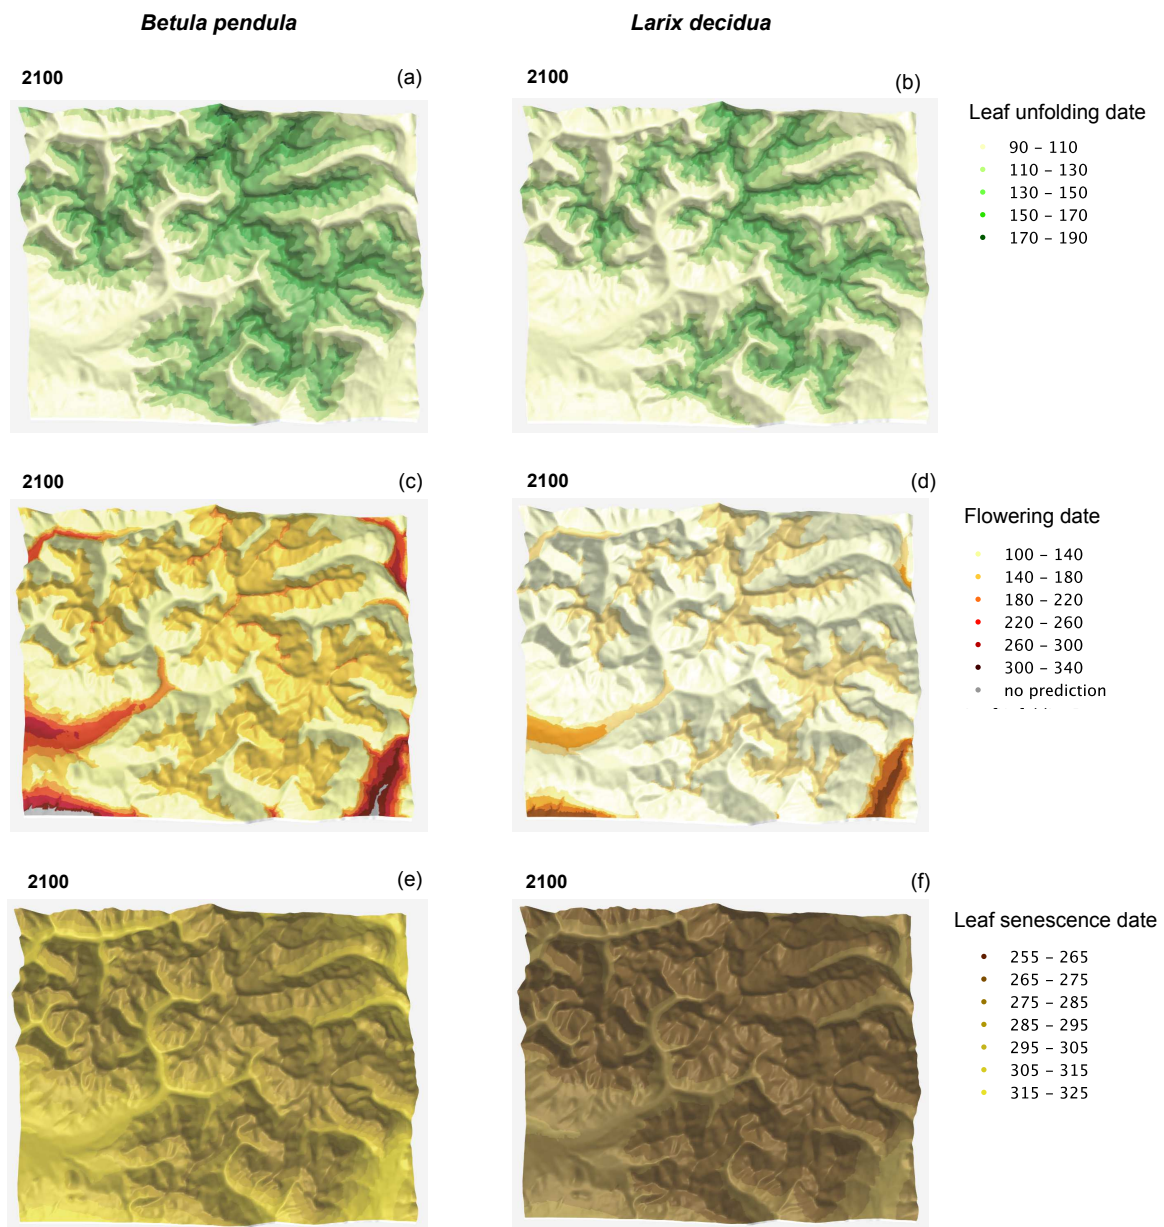 Betula pendula
Larix decidua
2100
(a)
2100
(b)
Leaf unfolding date
90 – 110
110 – 130
130 – 150
150 – 170
170 – 190
2100
(c)
2100
(d)
Flowering date
100 – 140
140 – 180
180 – 220
220 – 260
260 – 300
300 – 340
no prediction
2100
(e)
2100
(f)
Leaf senescence date
255 – 265
265 – 275
275 – 285
285 – 295
295 – 305
305 – 315
315 – 325